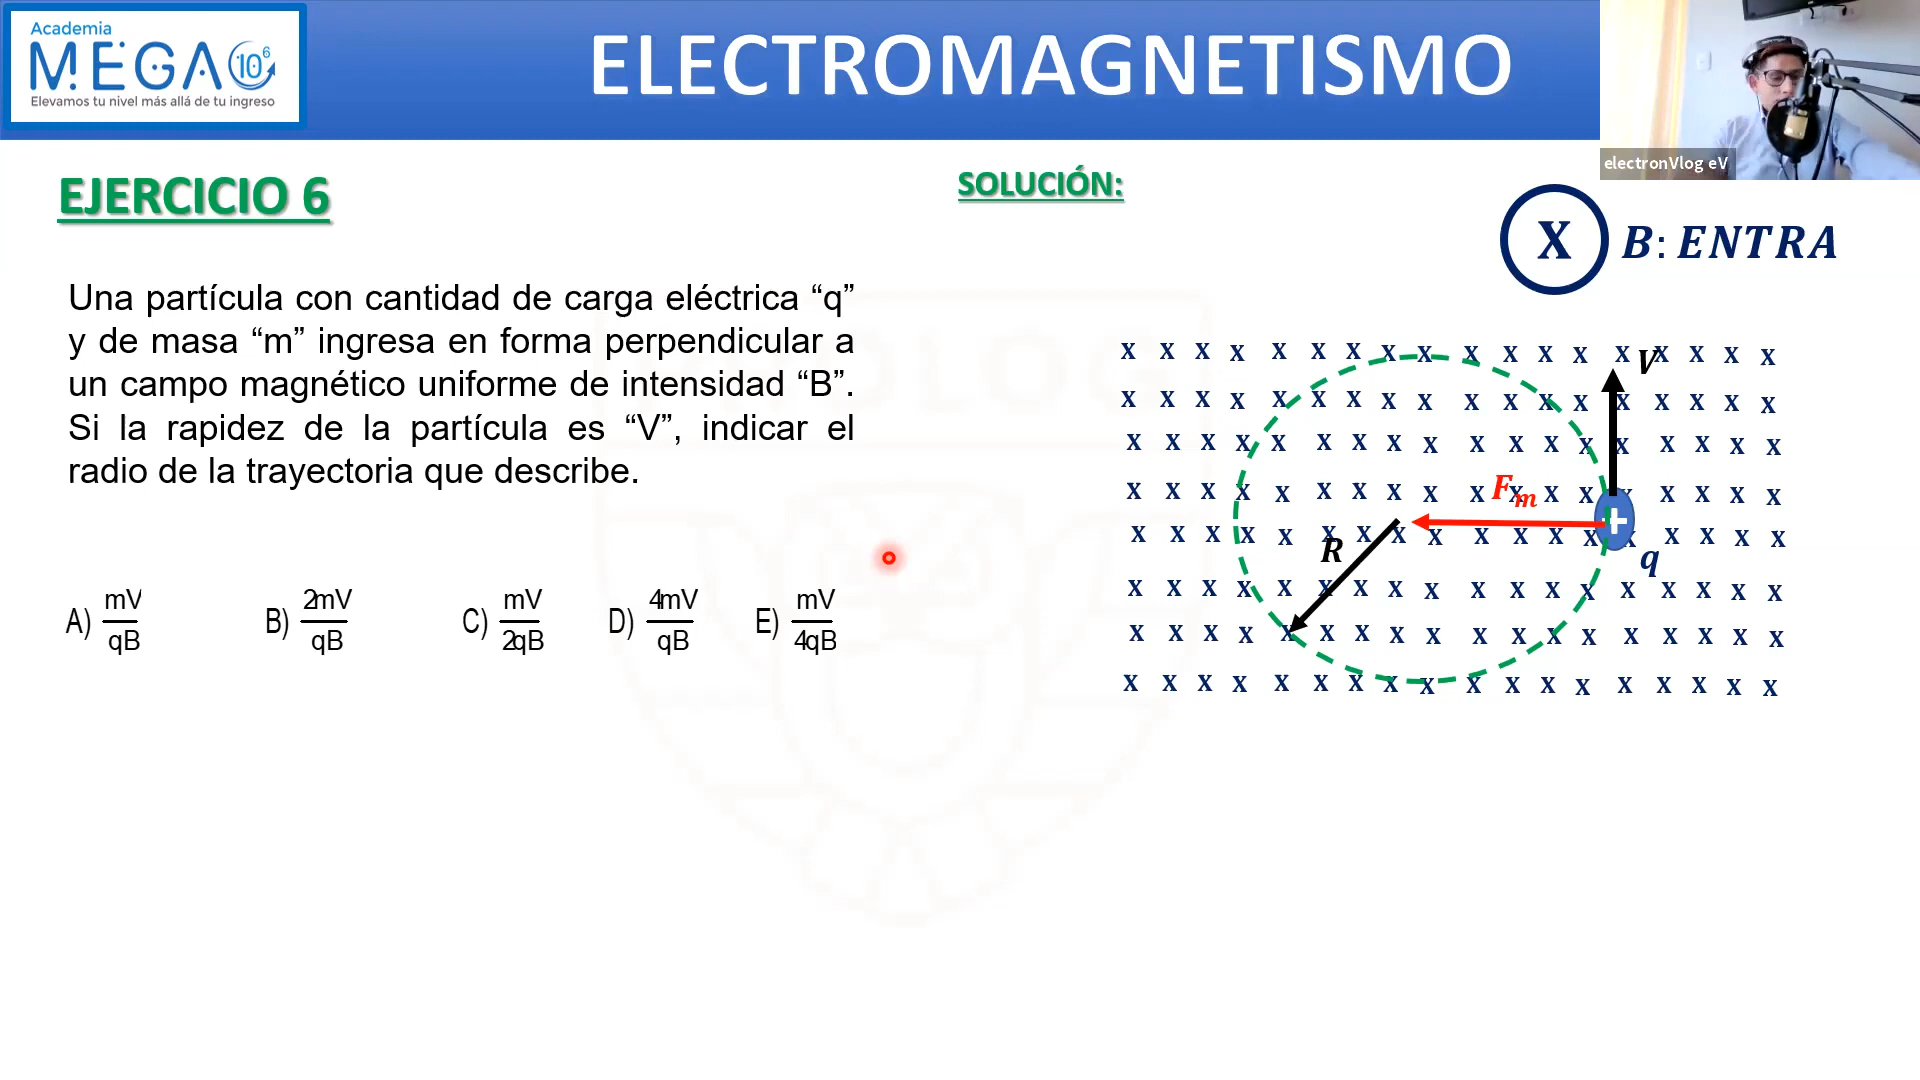 Academia
MEGA 10⁶
Elevamos tu nivel más allá de tu ingreso
ELECTROMAGNETISMO
electronVlog eV
EJERCICIO 6
SOLUCIÓN:
X B: ENTRA
Una partícula con cantidad de carga eléctrica “q”
y de masa “m” ingresa en forma perpendicular a
un campo magnético uniforme de intensidad “B”.
Si la rapidez de la partícula es “V”, indicar el
radio de la trayectoria que describe.
A) mV/qB B) 2mV/qB C) mV/2qB D) 4mV/qB E) mV/4qB
x x x x x x x x x x x x x x x x x x
V
x x x x x x x x x x x x x x x x x x
x x x x x x x x x x x x x x x x x x
x x x x x x x x x x x x x x x x x x
Fm
+
x x x x x x x x x x x x x x x x x x
R
q
x x x x x x x x x x x x x x x x x x
x x x x x x x x x x x x x x x x x x
x x x x x x x x x x x x x x x x x x